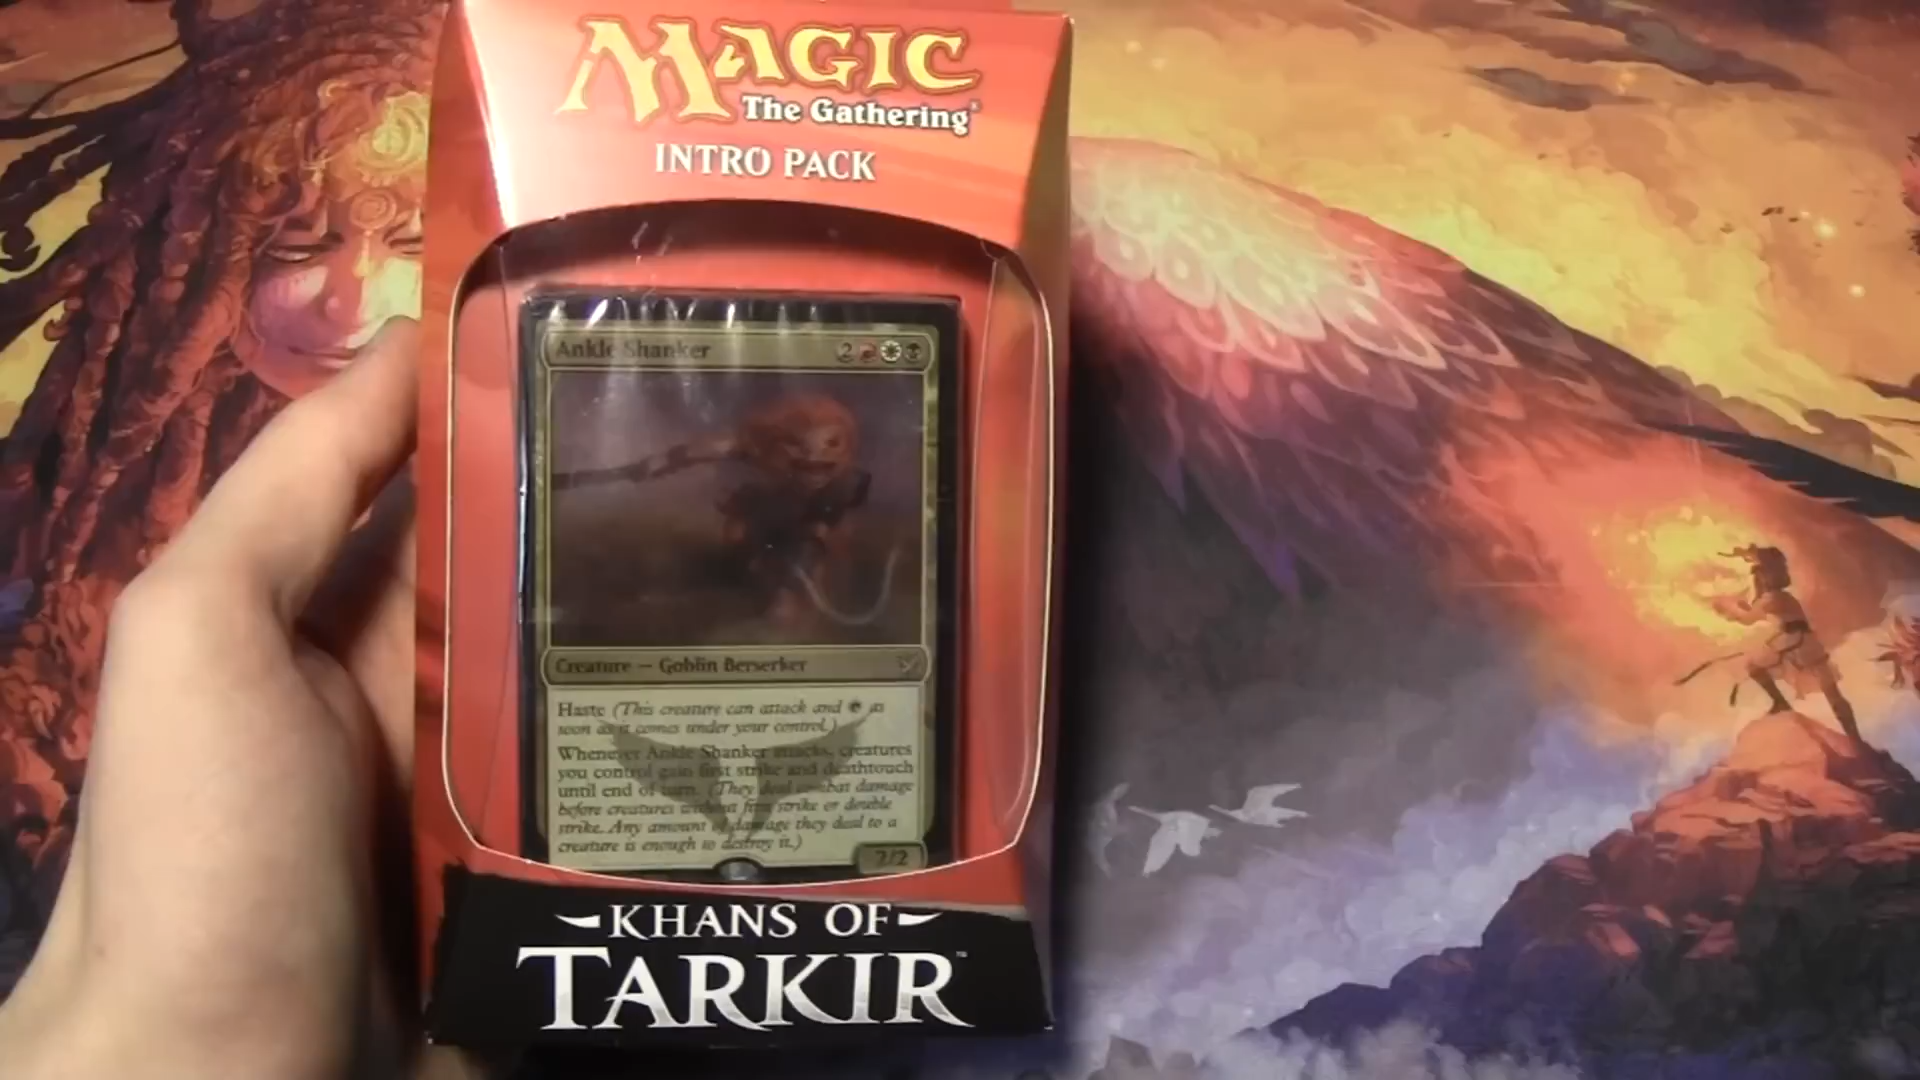 MAGIC
The Gathering®
INTRO PACK
Ankle Shanker 2
Creature — Goblin Berserker
Haste (This creature can attack and as
soon as it comes under your control.)
Whenever Ankle Shanker attacks, creatures
you control gain first strike and deathtouch
until end of turn. (They deal combat damage
before creatures without first strike or double
strike. Any amount of damage they deal to a
creature is enough to destroy it.)
2/2
KHANS OF
TARKIR™